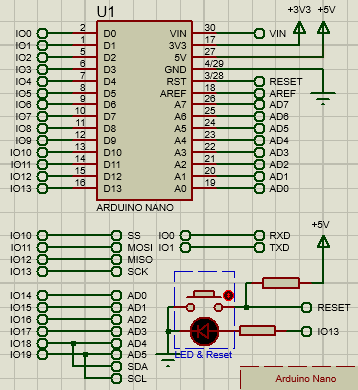 U1
+3V3 +5V
IO0 2 D0 VIN 30 VIN
IO1 1 D1 3V3 17
IO2 5 D2 5V 27
IO3 6 D3 GND 4/29
IO4 7 D4 RST 3/28 RESET
IO5 8 D5 AREF 18 AREF
IO6 9 D6 A7 26 AD7
IO7 10 D7 A6 25 AD6
IO8 11 D8 A5 24 AD5
IO9 12 D9 A4 23 AD4
IO10 13 D10 A3 22 AD3
IO11 14 D11 A2 21 AD2
IO12 15 D12 A1 20 AD1
IO13 16 D13 A0 19 AD0
ARDUINO NANO
IO10 SS IO0 RXD
IO11 MOSI IO1 TXD
IO12 MISO
IO13 SCK
+5V
IO14 AD0
IO15 AD1
IO16 AD2
IO17 AD3
IO18 AD4
IO19 AD5
SDA
SCL
RESET
IO13
LED & Reset
Arduino Nano